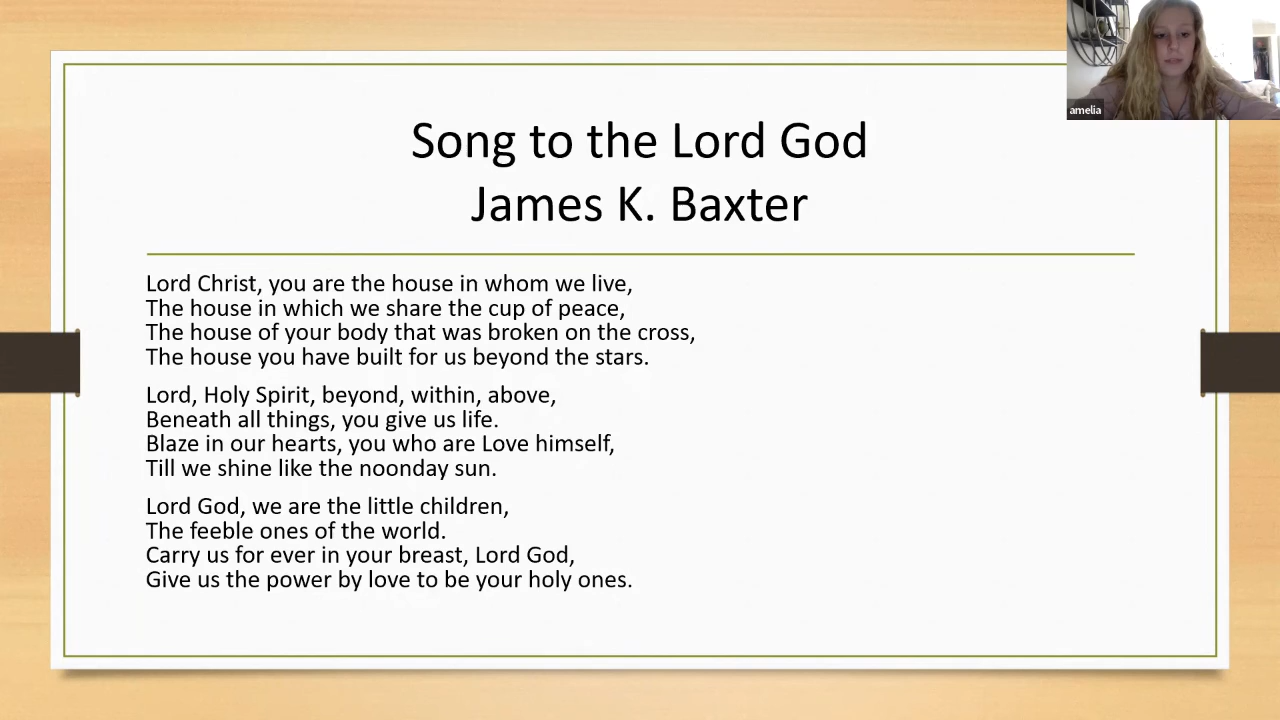 amelia
Song to the Lord God
James K. Baxter
Lord Christ, you are the house in whom we live,
The house in which we share the cup of peace,
The house of your body that was broken on the cross,
The house you have built for us beyond the stars.
Lord, Holy Spirit, beyond, within, above,
Beneath all things, you give us life.
Blaze in our hearts, you who are Love himself,
Till we shine like the noonday sun.
Lord God, we are the little children,
The feeble ones of the world.
Carry us for ever in your breast, Lord God,
Give us the power by love to be your holy ones.